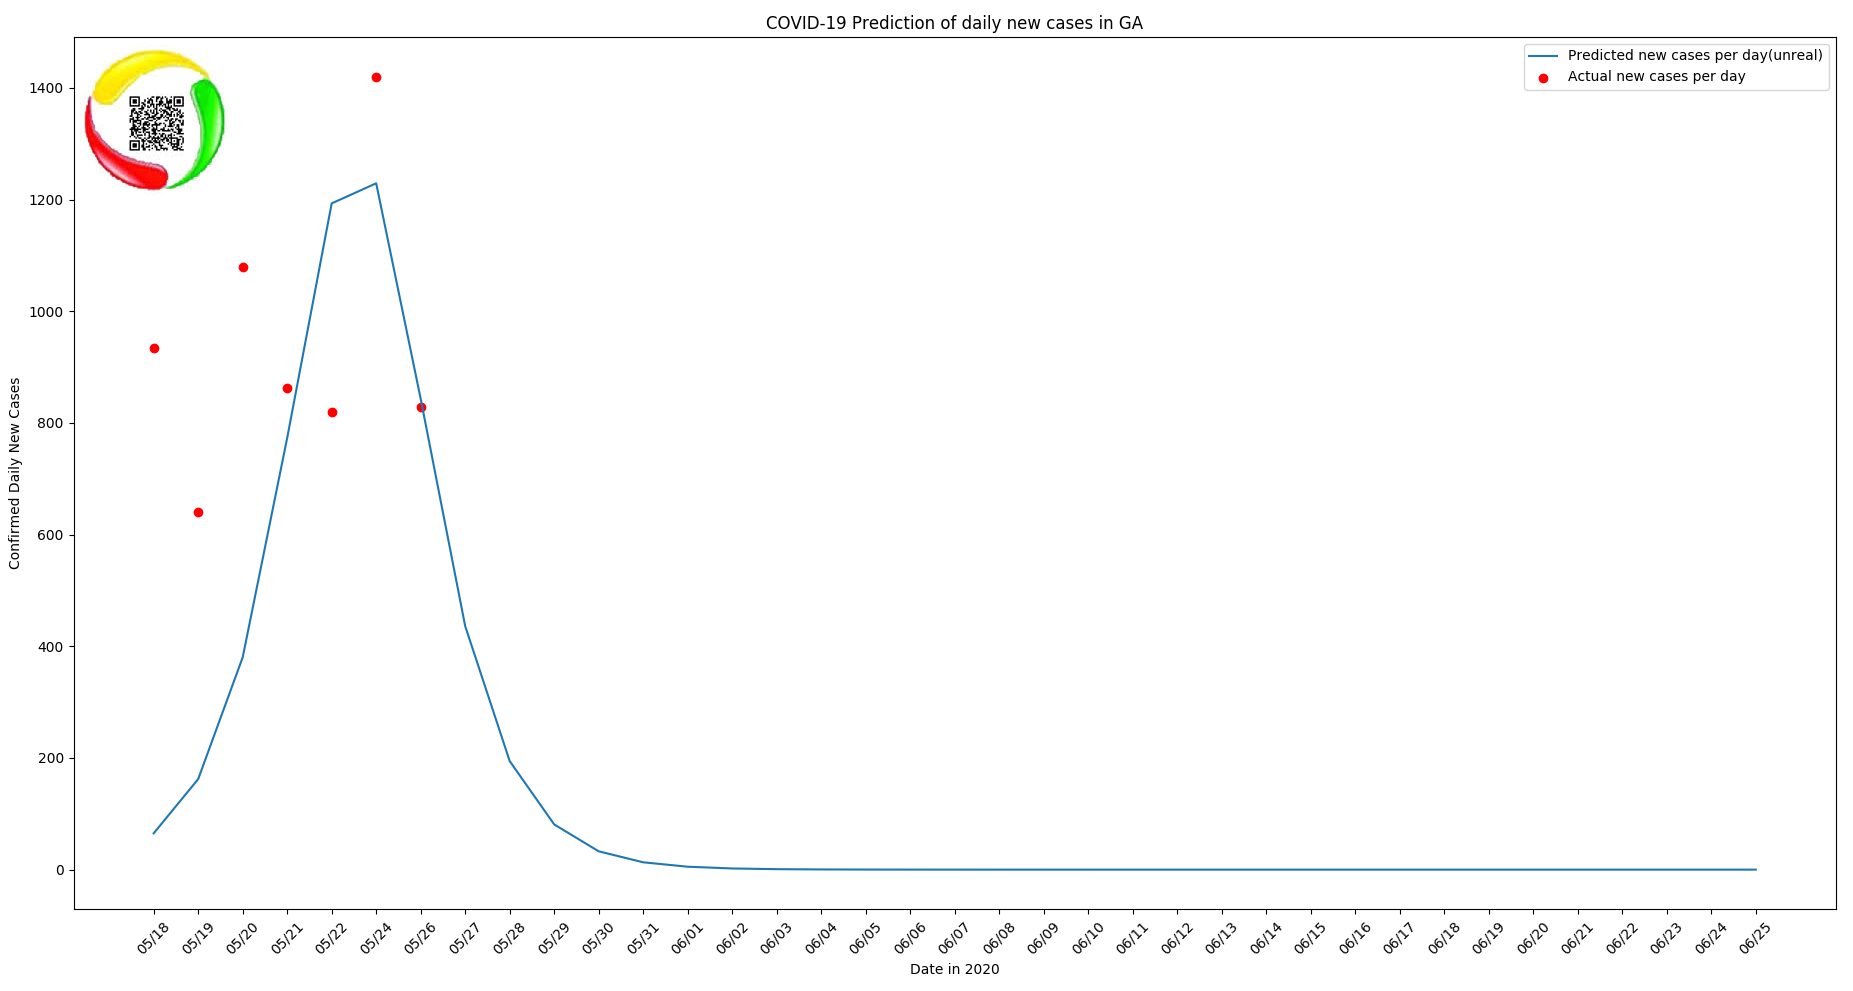 COVID-19 Prediction of daily new cases in GA
Predicted new cases per day(unreal)
Actual new cases per day
Confirmed Daily New Cases
1400
1200
1000
800
600
400
200
0
05/18 05/19 05/20 05/21 05/22 05/24 05/26 05/27 05/28 05/29 05/30 05/31 06/01 06/02 06/03 06/04 06/05 06/06 06/07 06/08 06/09 06/10 06/11 06/12 06/13 06/14 06/15 06/16 06/17 06/18 06/19 06/20 06/21 06/22 06/23 06/24 06/25
Date in 2020